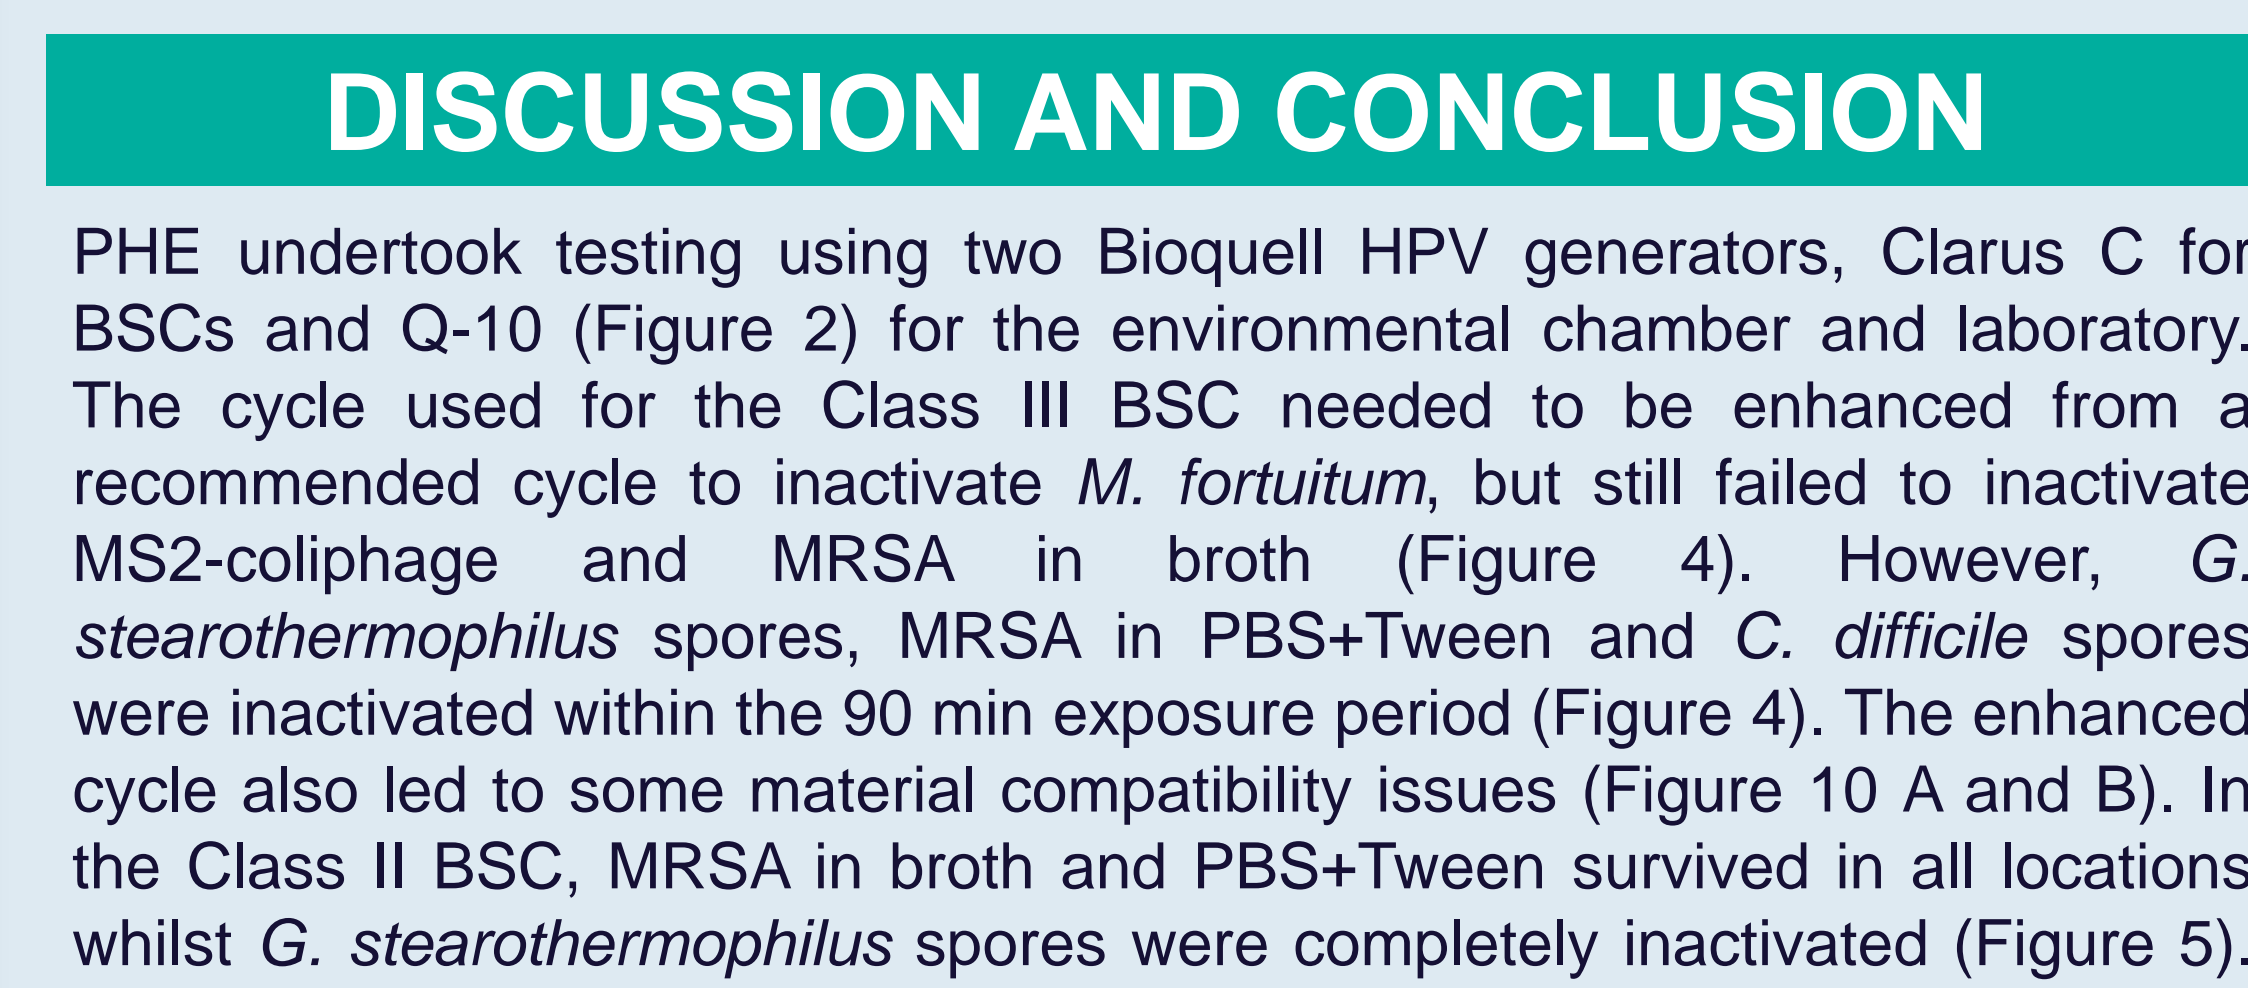 DISCUSSION AND CONCLUSION
PHE undertook testing using two Bioquell HPV generators, Clarus C for
BSCs and Q-10 (Figure 2) for the environmental chamber and laboratory.
The cycle used for the Class III BSC needed to be enhanced from a
recommended cycle to inactivate M. fortuitum, but still failed to inactivate
MS2-coliphage and MRSA in broth (Figure 4). However, G.
stearothermophilus spores, MRSA in PBS+Tween and C. difficile spores
were inactivated within the 90 min exposure period (Figure 4). The enhanced
cycle also led to some material compatibility issues (Figure 10 A and B). In
the Class II BSC, MRSA in broth and PBS+Tween survived in all locations
whilst G. stearothermophilus spores were completely inactivated (Figure 5).